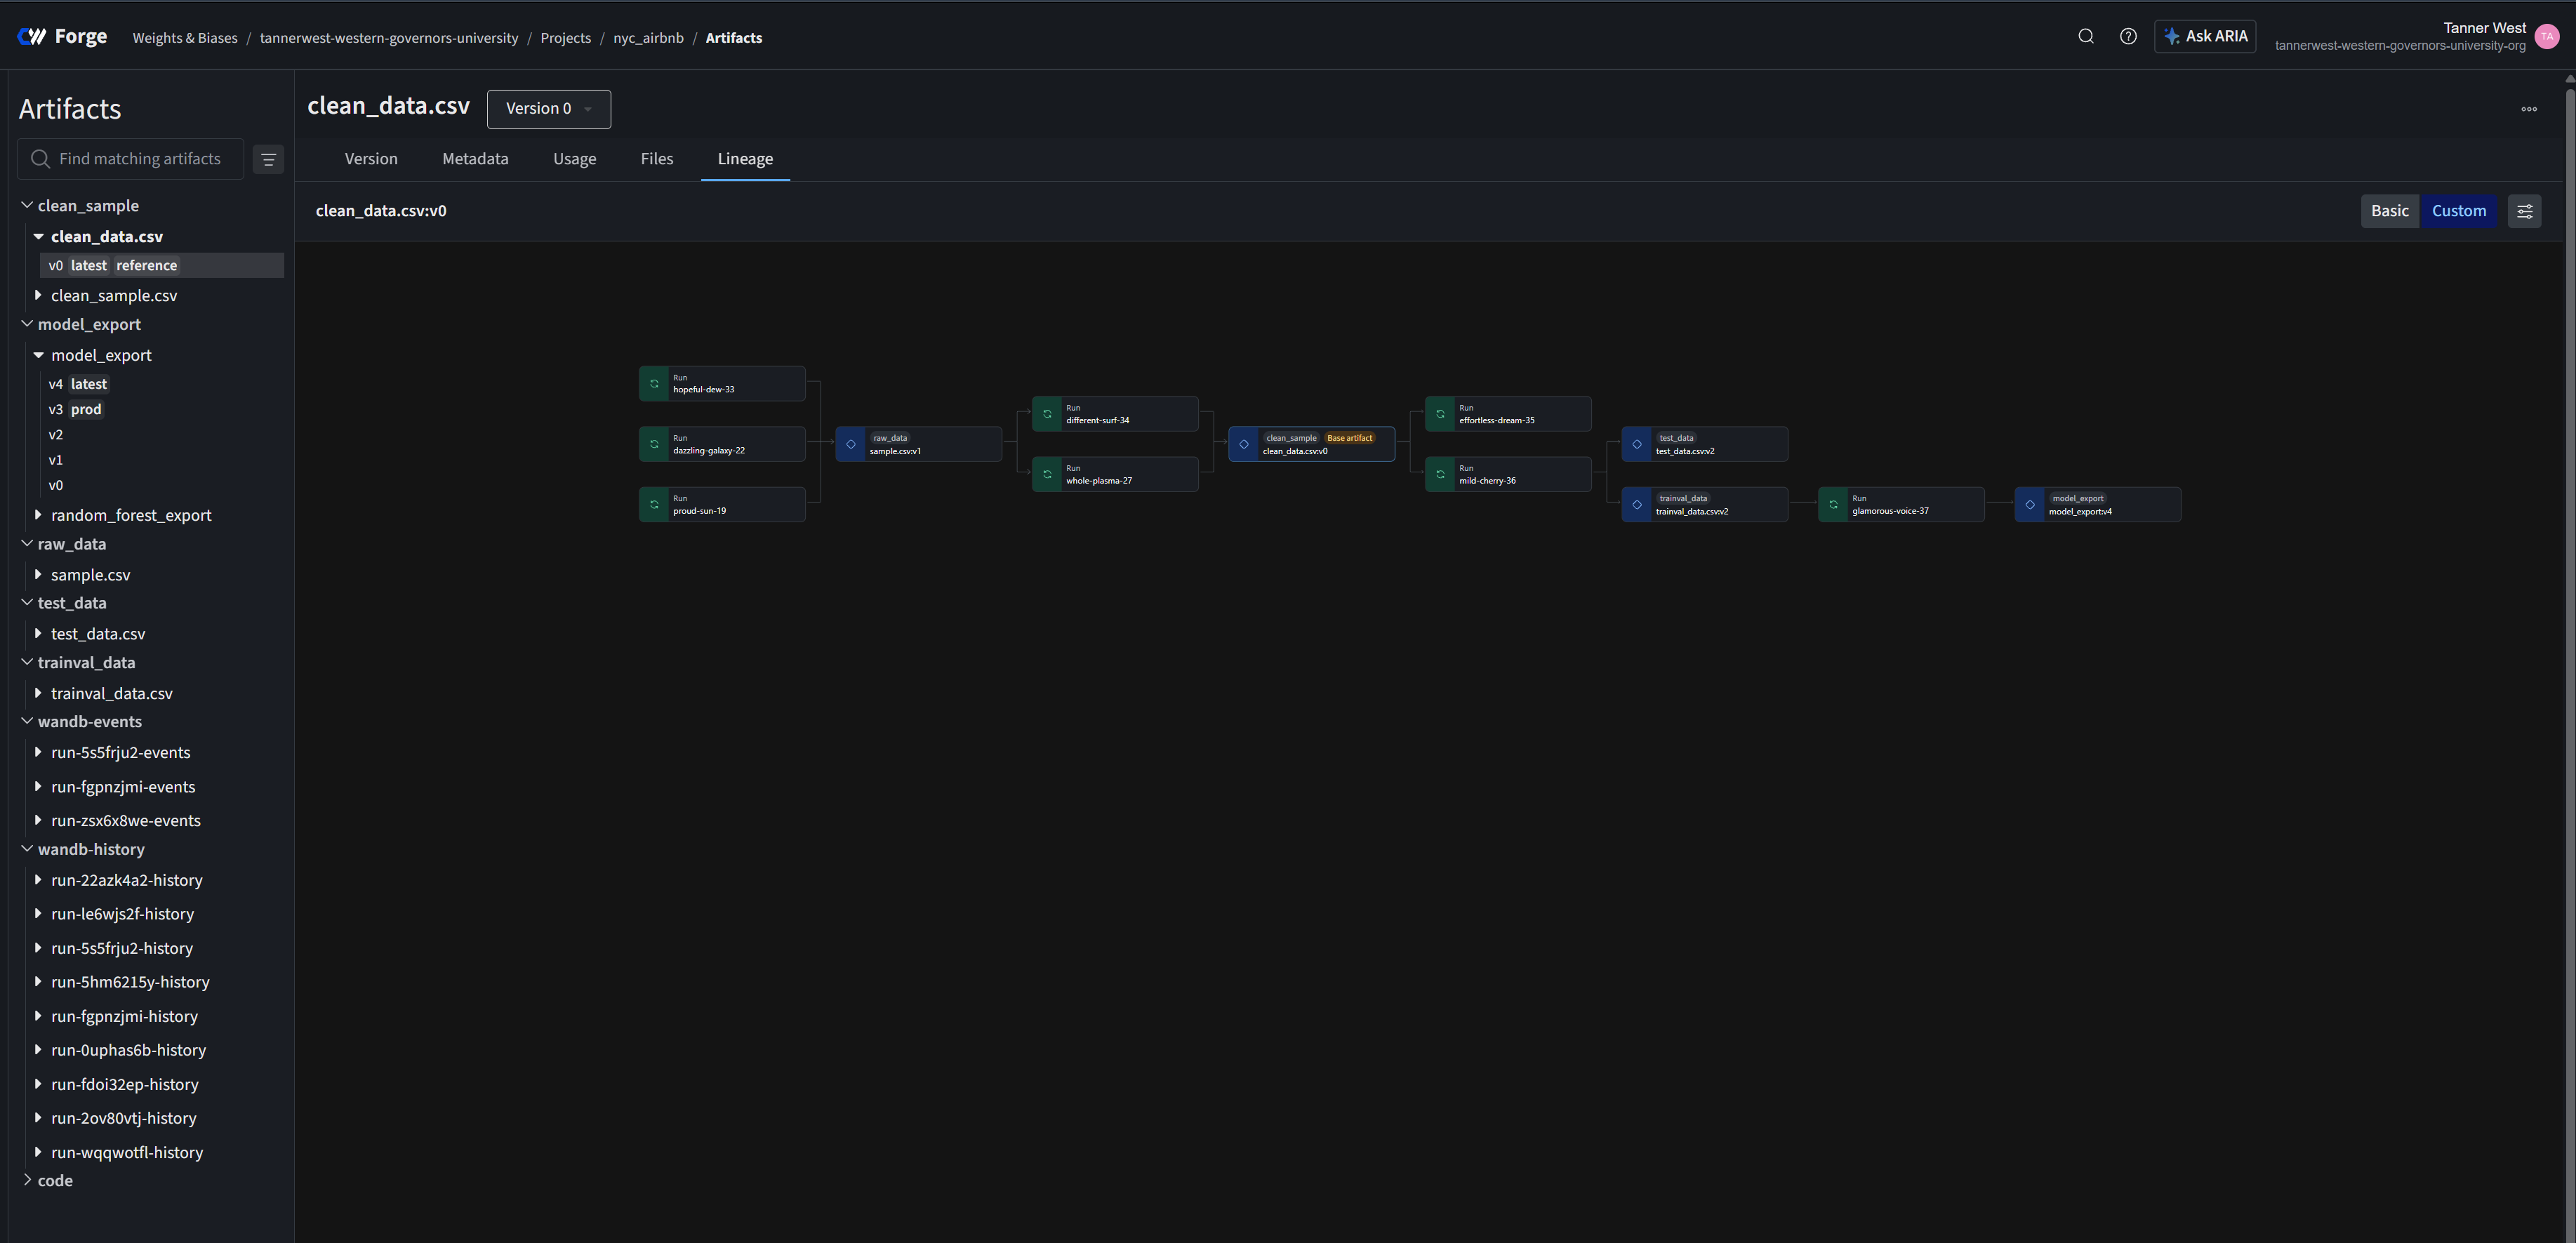 Forge Weights & Biases / tannerwest-western-governors-university / Projects / nyc_airbnb / Artifacts
Ask ARIA
Tanner West
tannerwest-western-governors-university-org
TA
Artifacts
Find matching artifacts
clean_sample
clean_data.csv
v0 latest reference
clean_sample.csv
model_export
model_export
v4 latest
v3 prod
v2
v1
v0
random_forest_export
raw_data
sample.csv
test_data
test_data.csv
trainval_data
trainval_data.csv
wandb-events
run-5s5frju2-events
run-fgpnzjmi-events
run-zsx6x8we-events
wandb-history
run-22azk4a2-history
run-le6wjs2f-history
run-5s5frju2-history
run-5hm6215y-history
run-fgpnzjmi-history
run-0uphas6b-history
run-fdoi32ep-history
run-2ov80vtj-history
run-wqqwotfl-history
code
clean_data.csv Version 0
Version Metadata Usage Files Lineage
clean_data.csv:v0
Basic Custom
Run
hopeful-dew-33
Run
dazzling-galaxy-22
Run
proud-sun-19
raw_data
sample.csv:v1
Run
different-surf-34
Run
whole-plasma-27
clean_sample Base artifact
clean_data.csv:v0
Run
effortless-dream-35
Run
mild-cherry-36
test_data
test_data.csv:v2
trainval_data
trainval_data.csv:v2
Run
glamorous-voice-37
model_export
model_export:v4